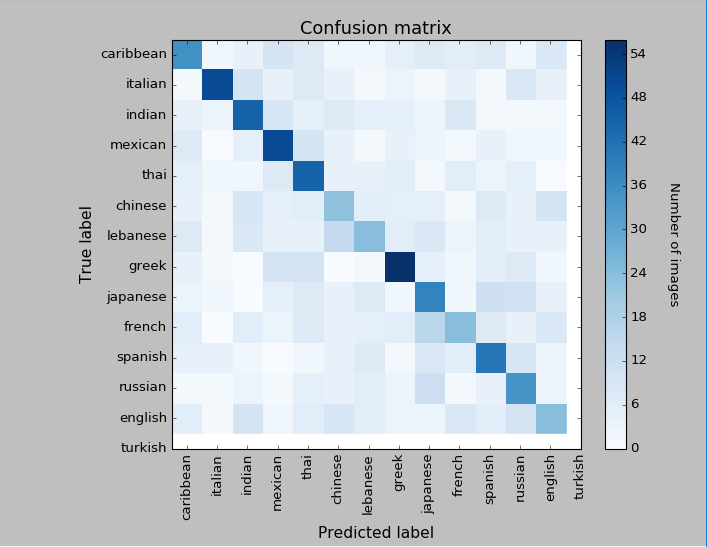 Confusion matrix
caribbean
italian
indian
mexican
thai
chinese
lebanese
greek
japanese
french
spanish
russian
english
turkish
True label
caribbean
italian
indian
mexican
thai
chinese
lebanese
greek
japanese
french
spanish
russian
english
turkish
Predicted label
54
48
42
36
30
24
18
12
6
0
Number of images